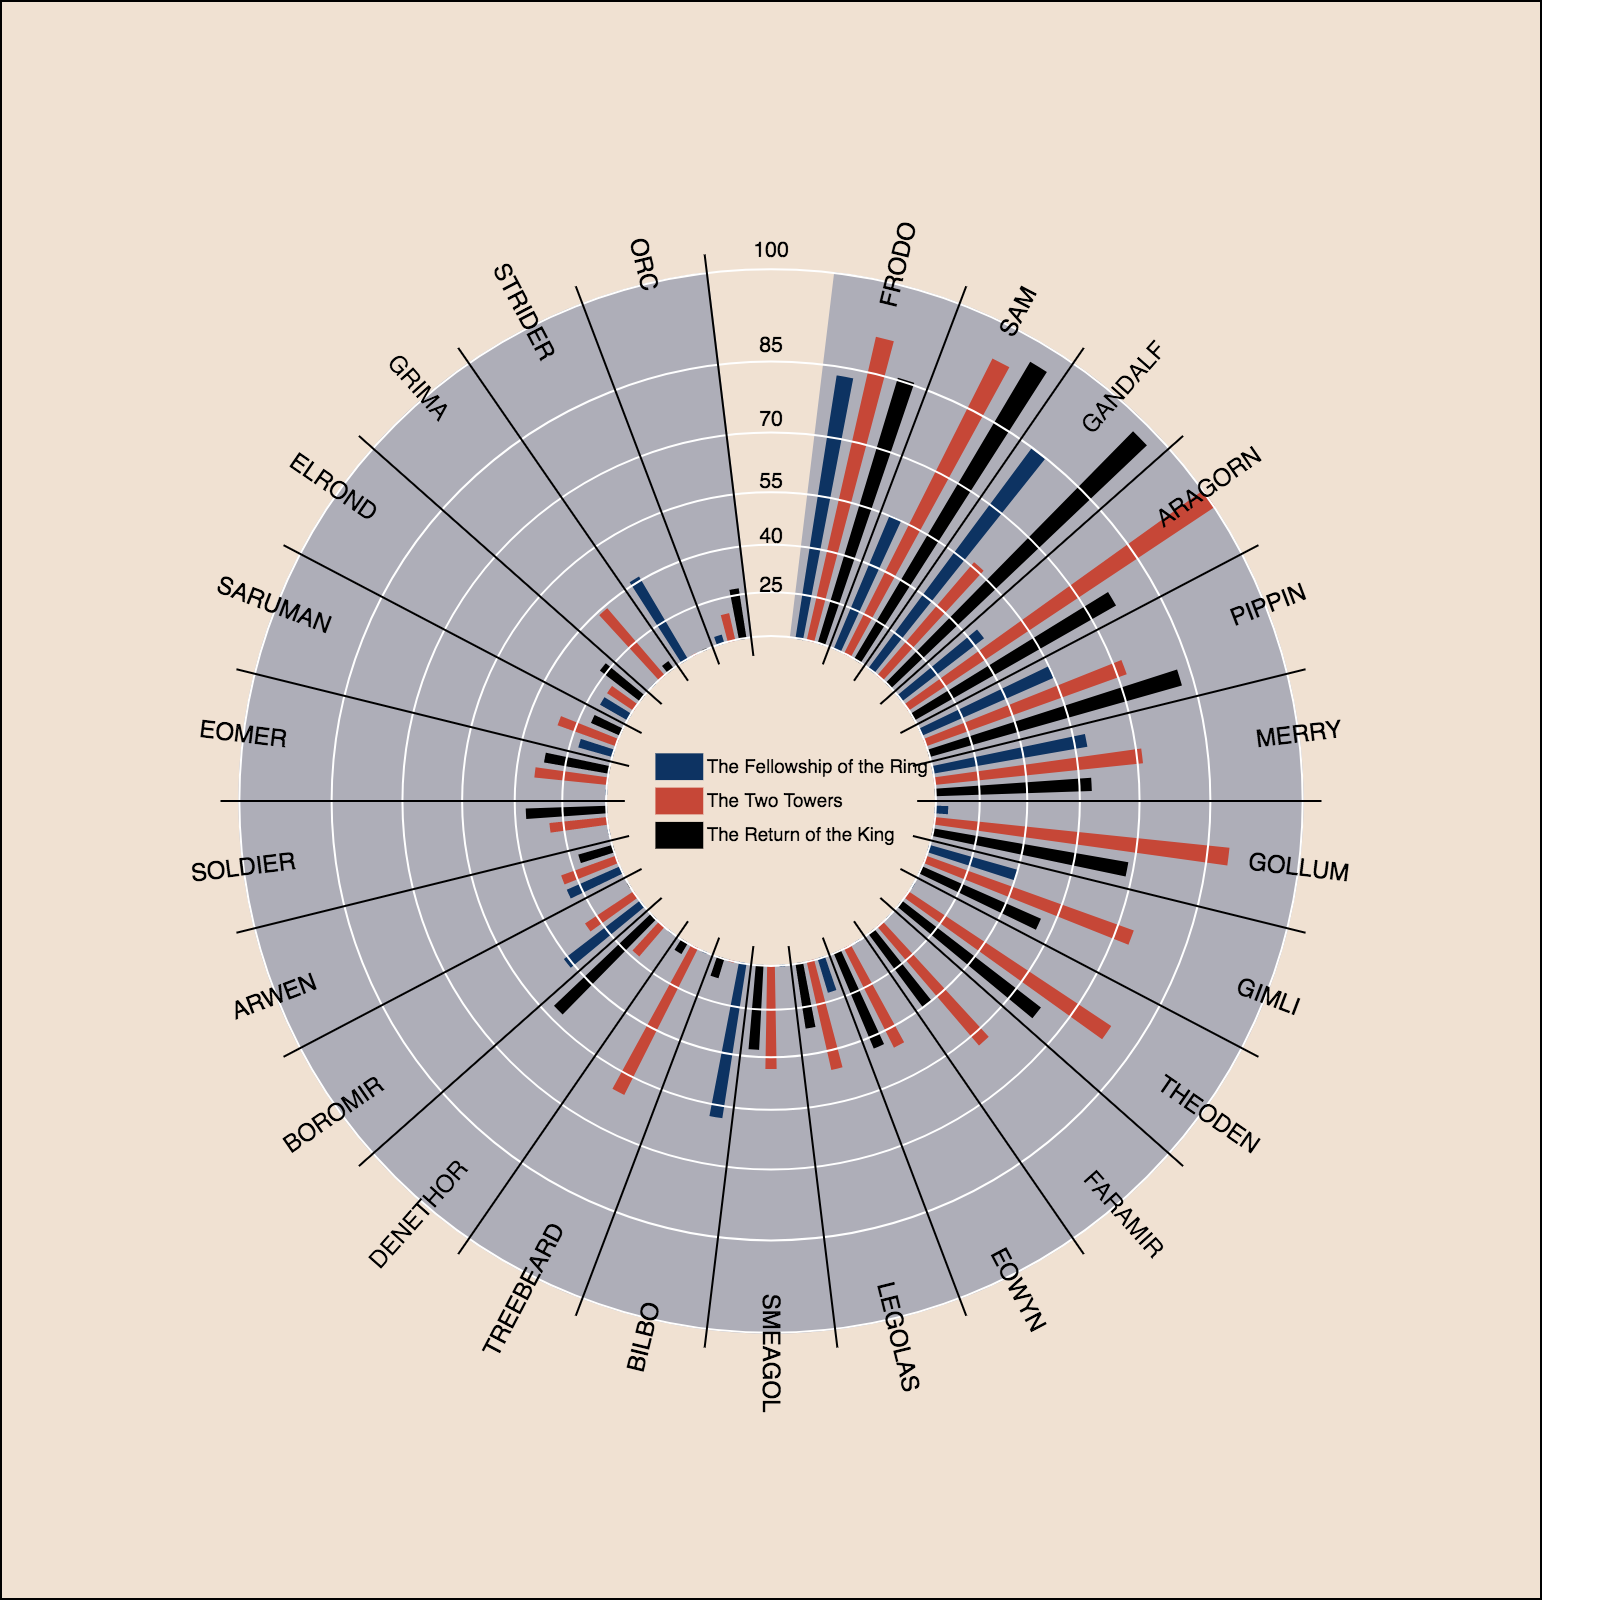 100
85
70
55
40
25
FRODO
SAM
GANDALF
ARAGORN
PIPPIN
MERRY
GOLLUM
GIMLI
THEODEN
FARAMIR
EOWYN
LEGOLAS
SMEAGOL
BILBO
TREEBEARD
DENETHOR
BOROMIR
ARWEN
SOLDIER
EOMER
SARUMAN
ELROND
GRIMA
STRIDER
ORC
The Fellowship of the Ring
The Two Towers
The Return of the King